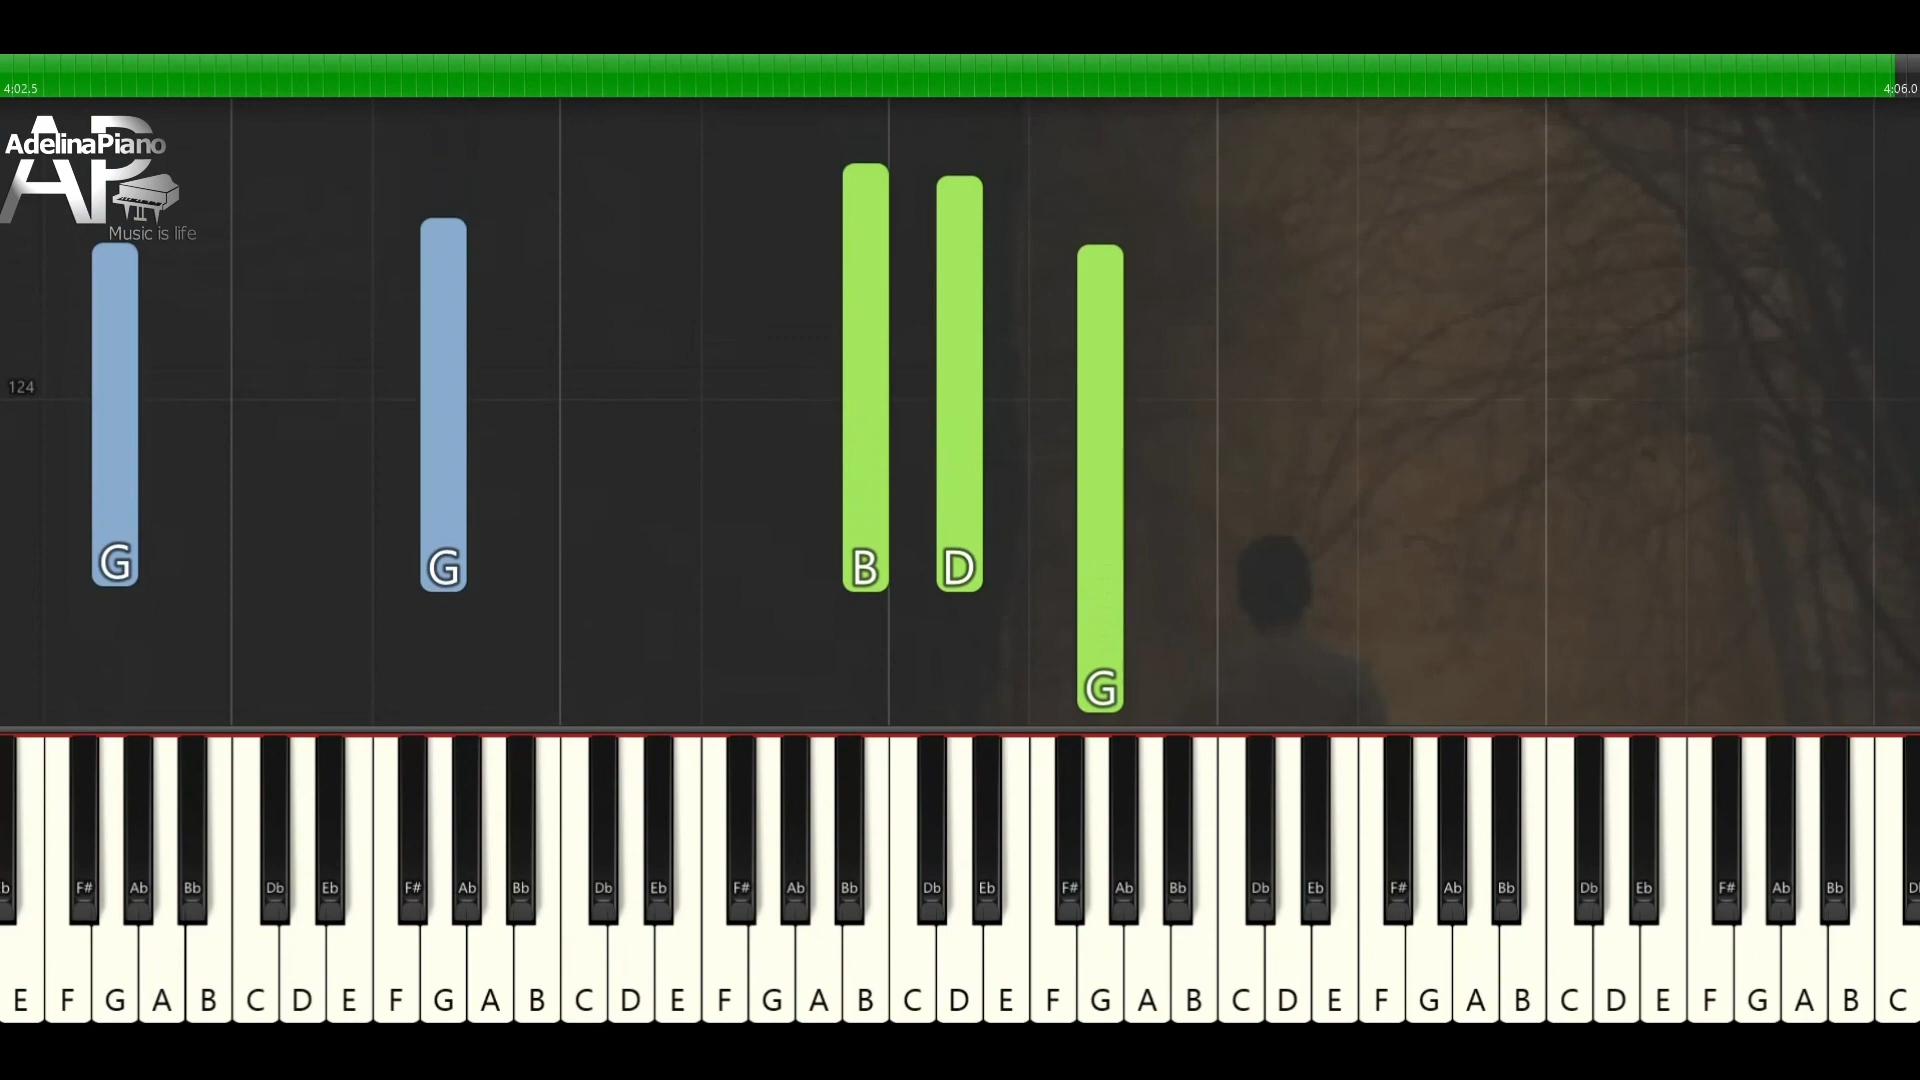 4:02.5 4:06.0
AP
AdelinaPiano
Music is life
124
G G B D
G
b F# Ab Bb Db Eb F# Ab Bb Db Eb F# Ab Bb Db Eb F# Ab Bb Db Eb F# Ab Bb Db Eb F# Ab Bb D
E F G A B C D E F G A B C D E F G A B C D E F G A B C D E F G A B C D E F G A B C